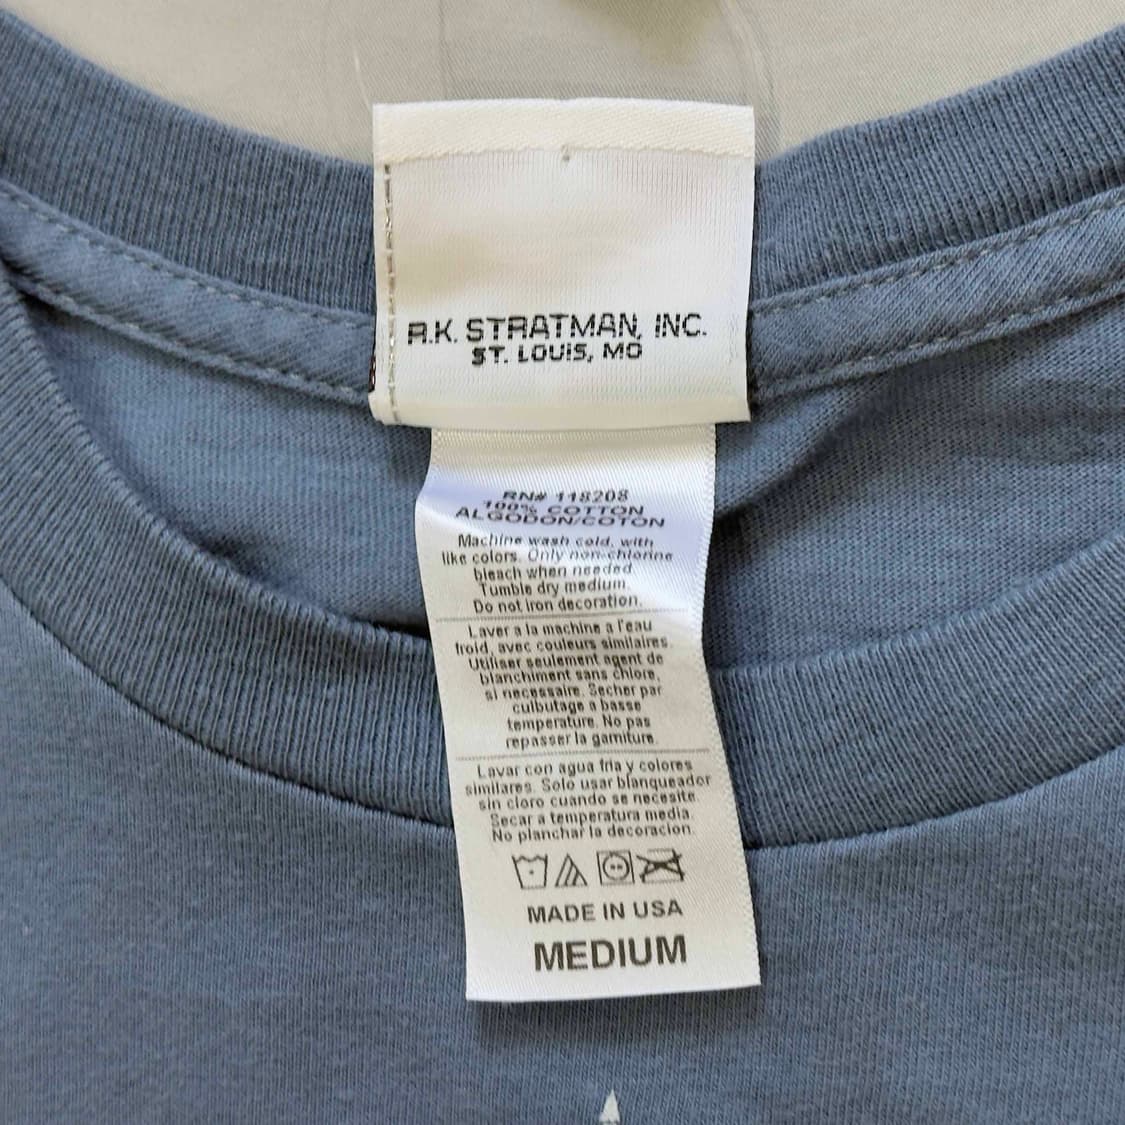 R.K. STRATMAN, INC.
ST. LOUIS, MO
RN# 118208
100% COTTON
ALGODON/COTON
Machine wash cold, with
like colors. Only non-chlorine
bleach when needed
Tumble dry medium.
Do not iron decoration.
Laver a la machine a l'eau
froid, avec couleurs similaires.
Utiliser seulement agent de
blanchiment sans chlore,
si necessaire. Secher par
culbutage a basse
temperature. No pas
repasser la garniture.
Lavar con agua fria y colores
similares. Solo usar blanqueador
sin cloro cuando se necesite.
Secar a temperatura media.
No planchar la decoracion.
MADE IN USA
MEDIUM